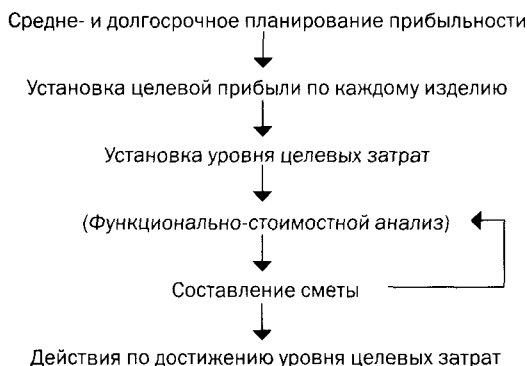 Средне- и долгосрочное планирование прибыльности
Установка целевой прибыли по каждому изделию
Установка уровня целевых затрат
(Функционально-стоимостной анализ)
Составление сметы
Действия по достижению уровня целевых затрат